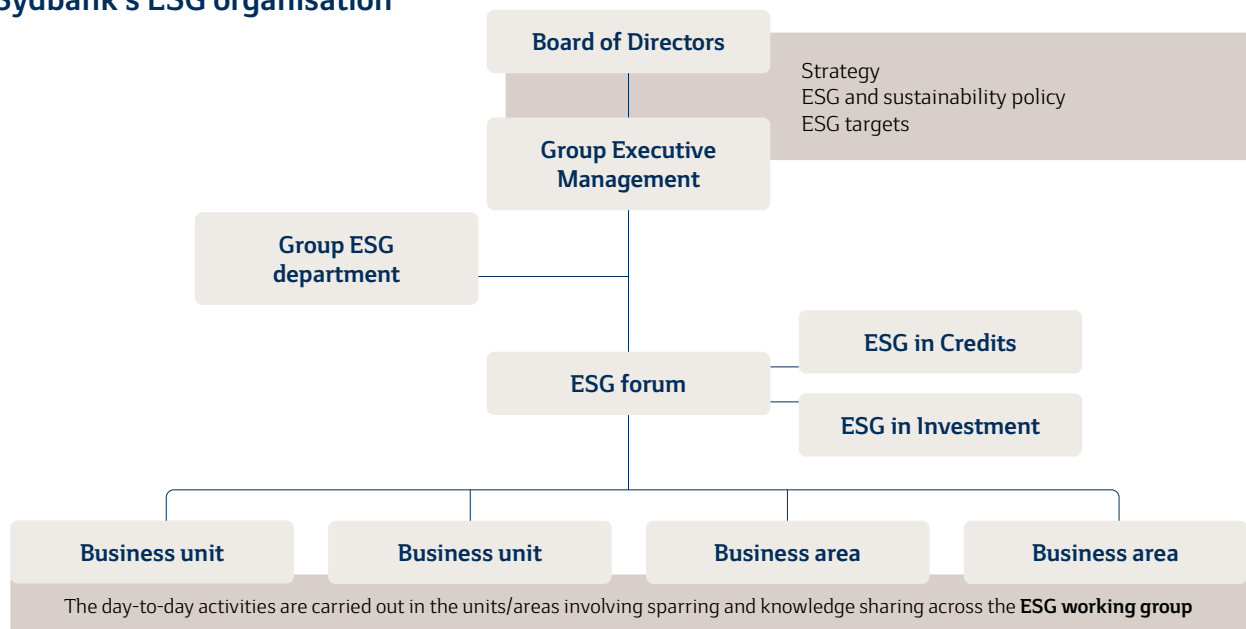 Sydbank's ESG organisation
Board of Directors
Strategy
ESG and sustainability policy
ESG targets
Group Executive
Management
Group ESG
department
ESG in Credits
ESG forum
ESG in Investment
Business unit
Business unit
Business area
Business area
The day-to-day activities are carried out in the units/areas involving sparring and knowledge sharing across the ESG working group